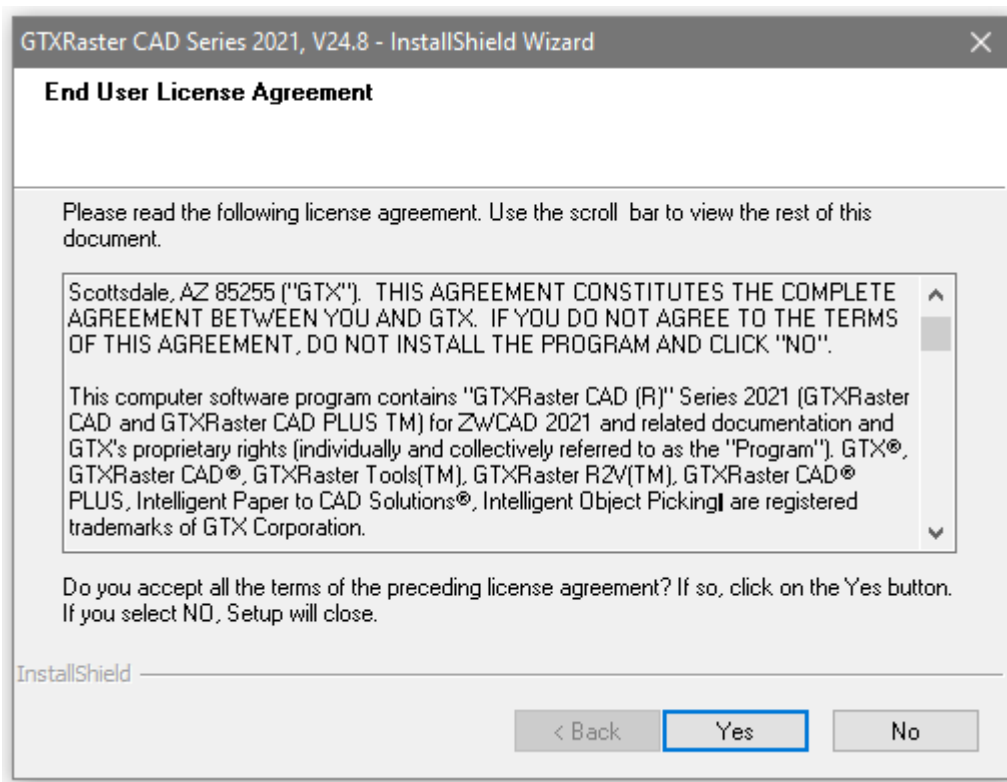 GTXRaster CAD Series 2021, V24.8 - InstallShield Wizard
End User License Agreement
Please read the following license agreement. Use the scroll bar to view the rest of this
document.
Scottsdale, AZ 85255 ("GTX"). THIS AGREEMENT CONSTITUTES THE COMPLETE
AGREEMENT BETWEEN YOU AND GTX. IF YOU DO NOT AGREE TO THE TERMS
OF THIS AGREEMENT, DO NOT INSTALL THE PROGRAM AND CLICK "NO".
This computer software program contains "GTXRaster CAD (R)" Series 2021 (GTXRaster
CAD and GTXRaster CAD PLUS TM) for ZWCAD 2021 and related documentation and
GTX's proprietary rights (individually and collectively referred to as the "Program"). GTX®,
GTXRaster CAD®, GTXRaster Tools(TM), GTXRaster R2V(TM), GTXRaster CAD®
PLUS, Intelligent Paper to CAD Solutions®, Intelligent Object Picking are registered
trademarks of GTX Corporation.
Do you accept all the terms of the preceding license agreement? If so, click on the Yes button.
If you select NO, Setup will close.
InstallShield
< Back
Yes
No